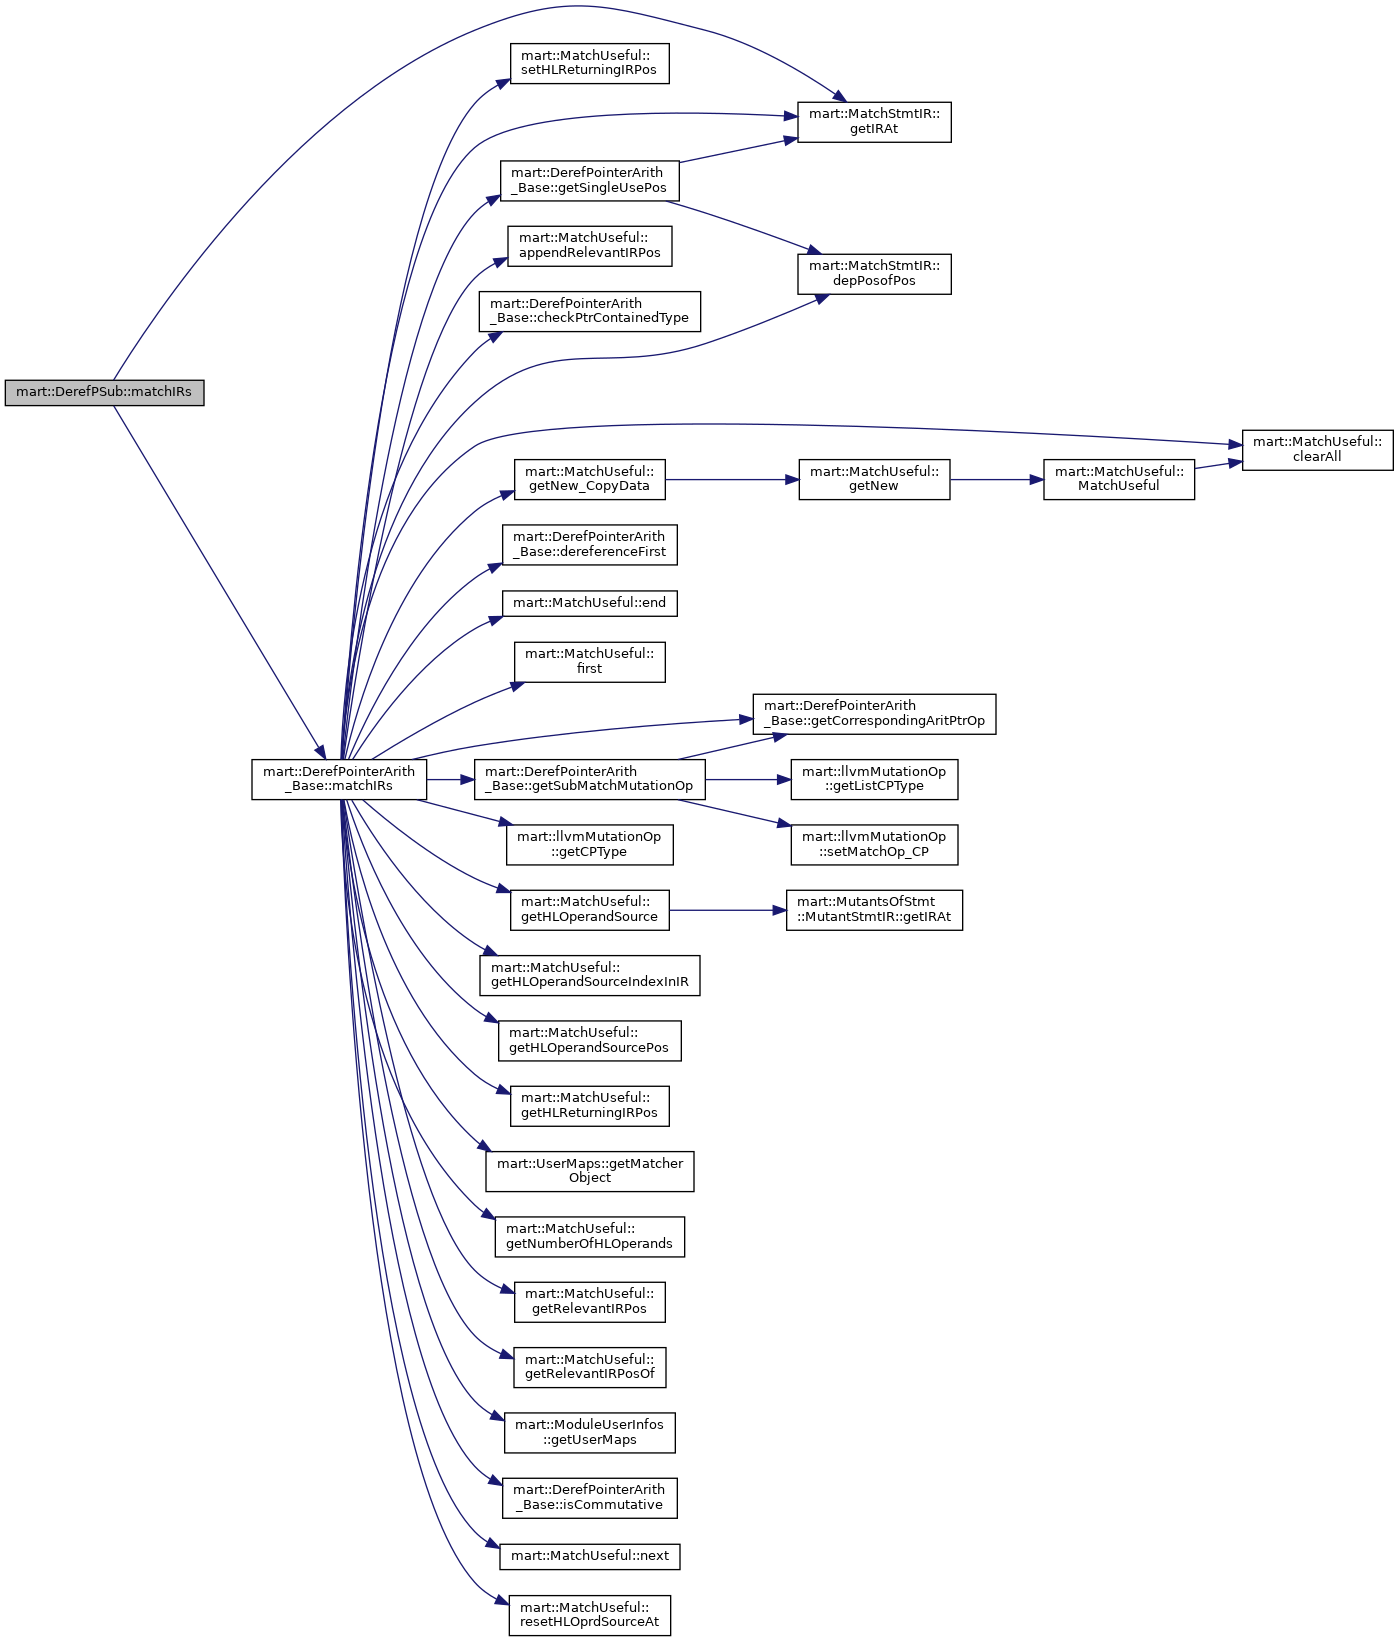 mart::MatchUseful::
setHLReturningIRPos
mart::MatchStmtIR::
getIRAt
mart::DerefPointerArith
_Base::getSingleUsePos
mart::MatchUseful::
appendRelevantIRPos
mart::MatchStmtIR::
depPosofPos
mart::DerefPointerArith
_Base::checkPtrContainedType
mart::DerefPSub::matchIRs
mart::MatchUseful::
clearAll
mart::MatchUseful::
getNew_CopyData
mart::MatchUseful::
getNew
mart::MatchUseful::
MatchUseful
mart::DerefPointerArith
_Base::dereferenceFirst
mart::MatchUseful::end
mart::MatchUseful::
first
mart::DerefPointerArith
_Base::getCorrespondingAritPtrOp
mart::DerefPointerArith
_Base::matchIRs
mart::DerefPointerArith
_Base::getSubMatchMutationOp
mart::llvmMutationOp
::getListCPType
mart::llvmMutationOp
::getCPType
mart::llvmMutationOp
::setMatchOp_CP
mart::MatchUseful::
getHLOperandSource
mart::MutantsOfStmt
::MutantStmtIR::getIRAt
mart::MatchUseful::
getHLOperandSourceIndexInIR
mart::MatchUseful::
getHLOperandSourcePos
mart::MatchUseful::
getHLReturningIRPos
mart::UserMaps::getMatcher
Object
mart::MatchUseful::
getNumberOfHLOperands
mart::MatchUseful::
getRelevantIRPos
mart::MatchUseful::
getRelevantIRPosOf
mart::ModuleUserInfos
::getUserMaps
mart::DerefPointerArith
_Base::isCommutative
mart::MatchUseful::next
mart::MatchUseful::
resetHLOprdSourceAt